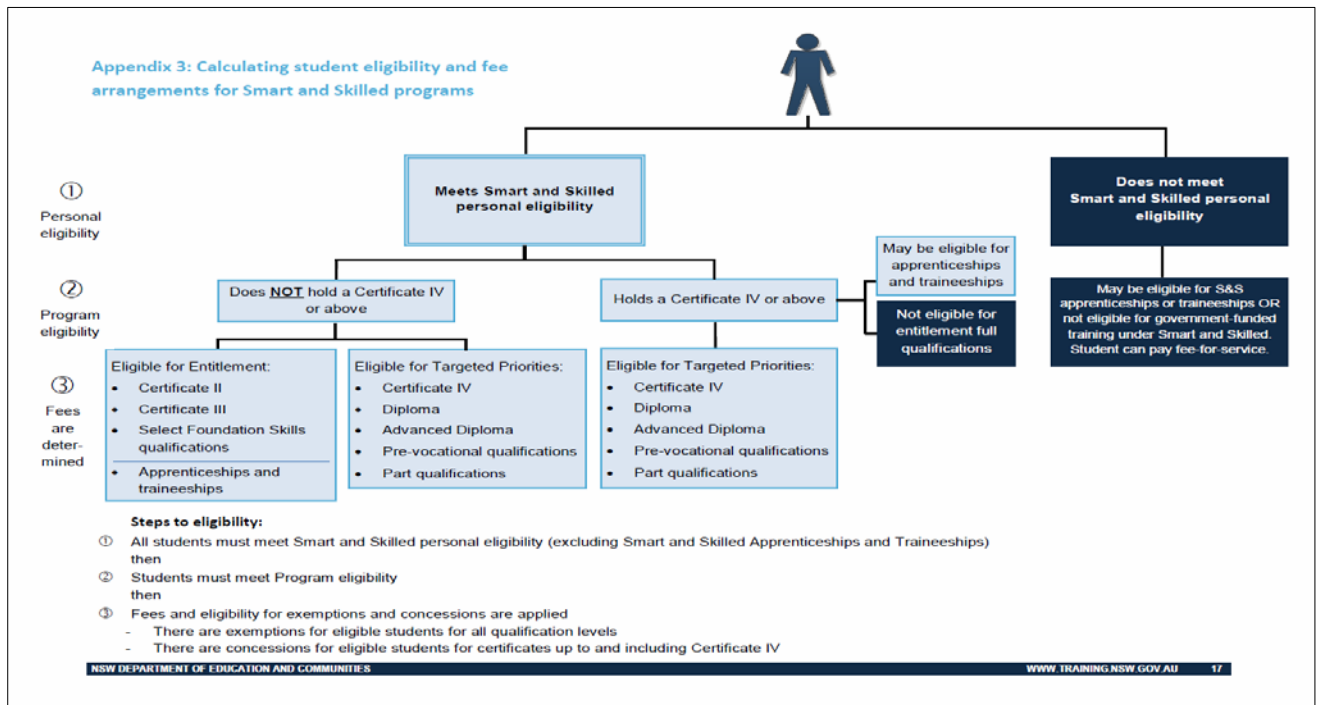 Appendix 3: Calculating student eligibility and fee
arrangements for Smart and Skilled programs
①
Personal
eligibility
Meets Smart and Skilled
personal eligibility
Does not meet
Smart and Skilled personal
eligibility
②
Program
eligibility
Does NOT hold a Certificate IV
or above
Holds a Certificate IV or above
May be eligible for
apprenticeships
and traineeships
Not eligible for
entitlement full
qualifications
May be eligible for S&S
apprenticeships or traineeships OR
not eligible for government-funded
training under Smart and Skilled.
Student can pay fee-for-service.
③
Fees
are
deter-
mined
Eligible for Entitlement:
• Certificate II
• Certificate III
• Select Foundation Skills
qualifications
• Apprenticeships and
traineeships
Eligible for Targeted Priorities:
• Certificate IV
• Diploma
• Advanced Diploma
• Pre-vocational qualifications
• Part qualifications
Eligible for Targeted Priorities:
• Certificate IV
• Diploma
• Advanced Diploma
• Pre-vocational qualifications
• Part qualifications
Steps to eligibility:
① All students must meet Smart and Skilled personal eligibility (excluding Smart and Skilled Apprenticeships and Traineeships)
then
② Students must meet Program eligibility
then
③ Fees and eligibility for exemptions and concessions are applied
- There are exemptions for eligible students for all qualification levels
- There are concessions for eligible students for certificates up to and including Certificate IV
NSW DEPARTMENT OF EDUCATION AND COMMUNITIES WWW.TRAINING.NSW.GOV.AU 17